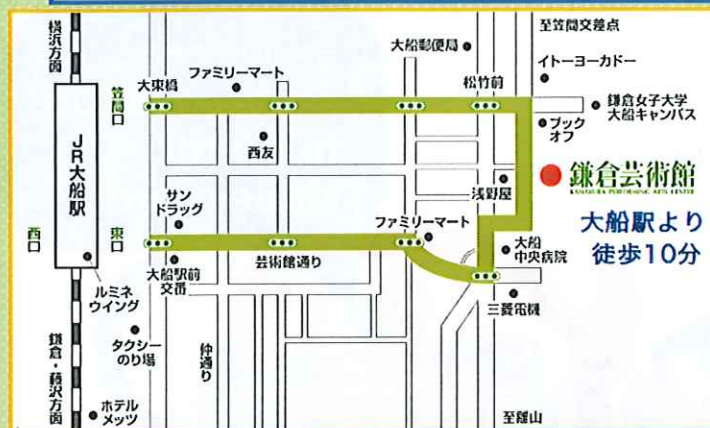 横浜方面
至笠間交差点
大船郵便局
イトーヨーカドー
ファミリーマート
大東橋
松竹前
笠間口
鎌倉女子大学
大船キャンパス
ブック
オフ
西友
JR大船駅
鎌倉芸術館
KAMAKURA PERFORMING ARTS CENTER
浅野屋
サン
ドラッグ
ファミリーマート
大船駅より
徒歩10分
西口
東口
大船
中央病院
芸術館通り
大船駅前
交番
ルミネ
ウイング
三菱電機
タクシー
のり場
仲通り
鎌倉・藤沢方面
ホテル
メッツ
至離山